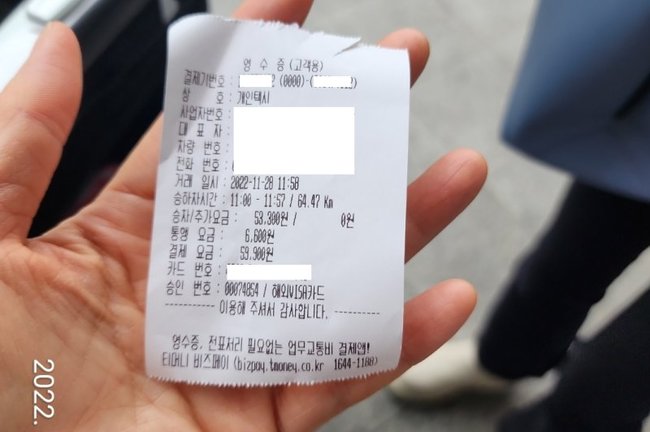 영 수 증 (고객용)
결제기번호 : 2 (0000)-(
상 호 : 개인택시
사업자번호 :
대 표 자 :
차량 번호 :
전화 번호 : (
거래 일시 : 2022-11-28 11:58
승하차시간 : 11:00 - 11:57 / 64.47 Km
승차/추가요금 : 53,300원 / 0원
통행 요금 : 6,600원
결제 요금 : 59,900원
카드 번호 :
승인 번호 : 00074854 / 해외VISA카드
---------- 이용해 주셔서 감사합니다. ----------
영수증, 전표처리 필요없는 업무교통비 결제앱!
티머니 비즈페이 (bizpay.tmoney.co.kr 1644-1188)
2022.